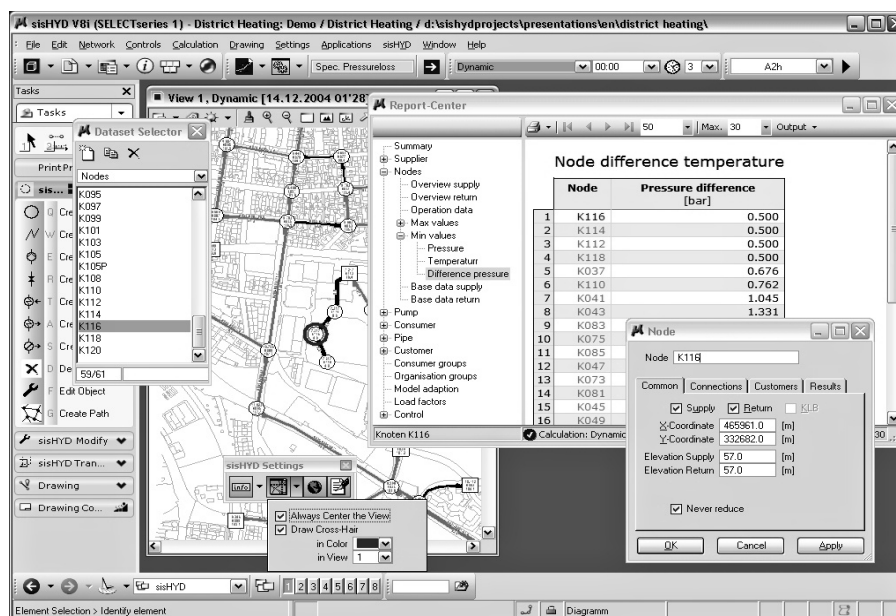 sisHYD V8i (SELECTseries 1) - District Heating: Demo / District Heating / d:\sishydprojects\presentations\en\district heating\
File Edit Network Controls Calculation Drawing Settings Applications sisHYD Window Help
Spec. Pressureloss Dynamic 00:00 3 A2h
Tasks
Tasks
View 1, Dynamic [14.12.2004 01'28]
Dataset Selector
Nodes
K095
K097
K099
K101
K103
K105
K105P
K108
K110
K112
K114
K116
K118
K120
59/61
Q Cre
W Cre
E Cre
R Cre
T Cre
A Cre
S Cre
D De
F Edit Object
G Create Path
sisHYD Modify
sisHYD Tran...
Drawing
Drawing Co...
sisHYD Settings
info
Always Center the View
Draw Cross-Hair
in Color
in View 1
Report-Center
50 Max. 30 Output
Summary
Supplier
Nodes
Overview supply
Overview return
Operation data
Max values
Min values
Pressure
Temperatur
Difference pressure
Base data supply
Base data return
Pump
Consumer
Pipe
Customer
Consumer groups
Organisation groups
Model adaption
Load factors
Control
Knoten K116
Node difference temperature
Node Pressure difference
[bar]
1 K116 0.500
2 K114 0.500
3 K112 0.500
4 K118 0.500
5 K037 0.676
6 K110 0.762
7 K041 1.045
8 K043 1.331
9 K083
10 K075
11 K085
12 K047
13 K073
14 K081
15 K045
16 K049
Calculation: Dynamic
30
Node
Node K116
Common Connections Customers Results
Supply Return KLB
X-Coordinate 465961.0 [m]
Y-Coordinate 332682.0 [m]
Elevation Supply 57.0 [m]
Elevation Return 57.0 [m]
Never reduce
OK Cancel Apply
sisHYD 1 2 3 4 5 6 7 8
Element Selection > Identify element Diagramm